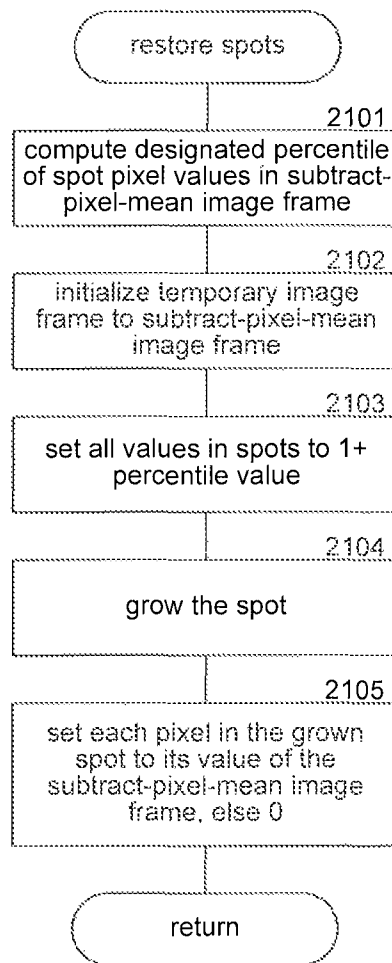 restore spots
2101
compute designated percentile
of spot pixel values in subtract-
pixel-mean image frame
2102
initialize temporary image
frame to subtract-pixel-mean
image frame
2103
set all values in spots to 1+
percentile value
2104
grow the spot
2105
set each pixel in the grown
spot to its value of the
subtract-pixel-mean image
frame, else 0
return